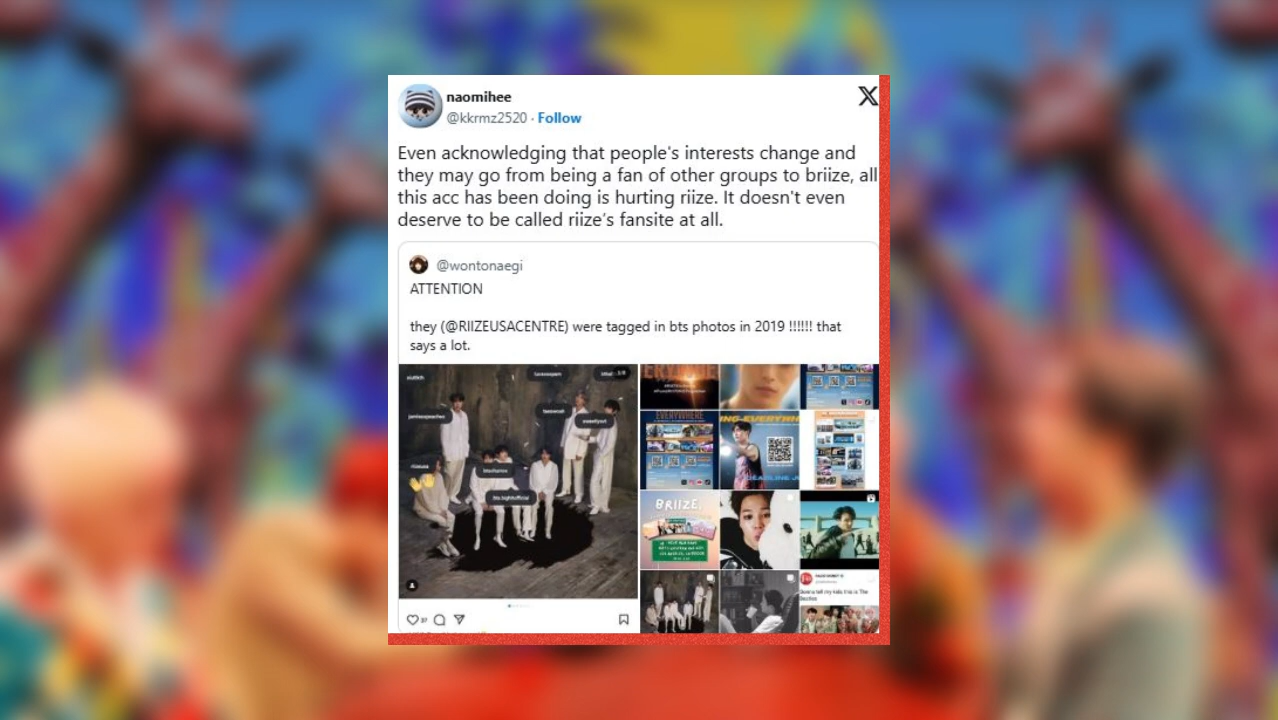 naomihee
@kkrmz2520 · Follow
Even acknowledging that people's interests change and
they may go from being a fan of other groups to briize, all
this acc has been doing is hurting riize. It doesn't even
deserve to be called riize’s fansite at all.
@wontonaegi
ATTENTION
they (@RIIZEUSACENTRE) were tagged in bts photos in 2019 !!!!!! that
says a lot.
EVERYWHERE
BRIIZE,